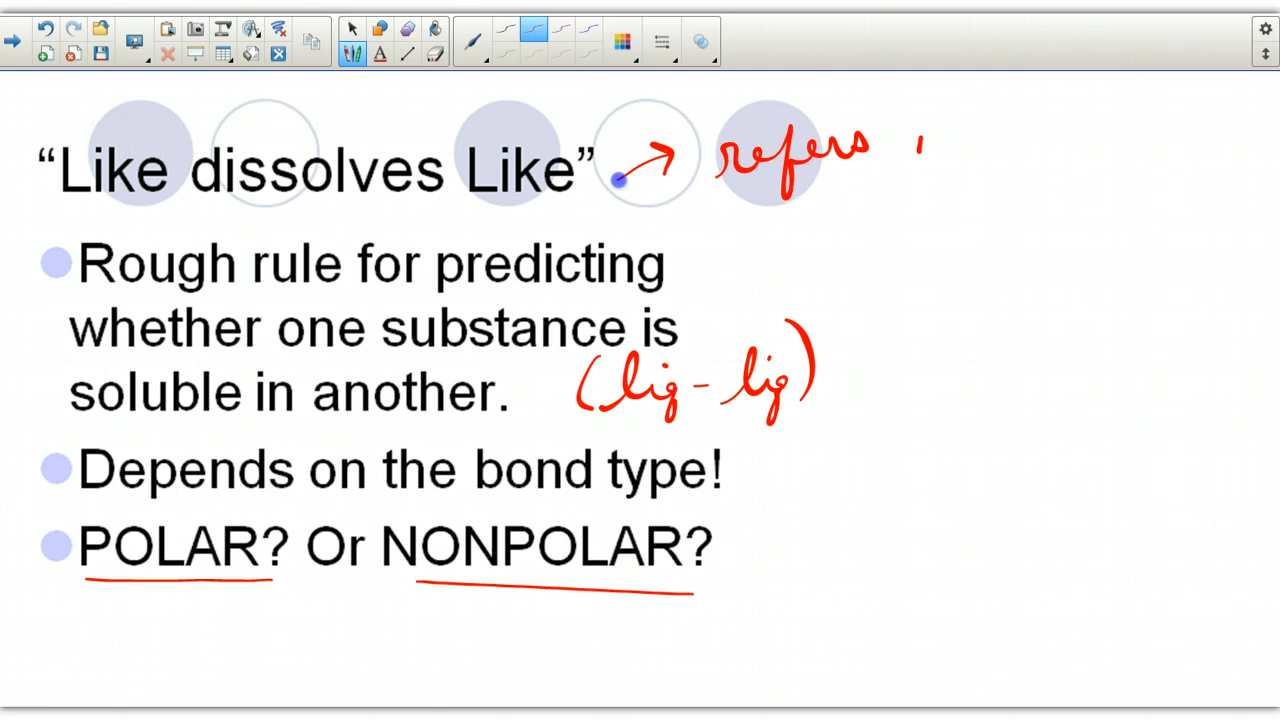 “Like dissolves Like” → refers
Rough rule for predicting
whether one substance is
soluble in another. (liq - liq)
Depends on the bond type!
POLAR? Or NONPOLAR?